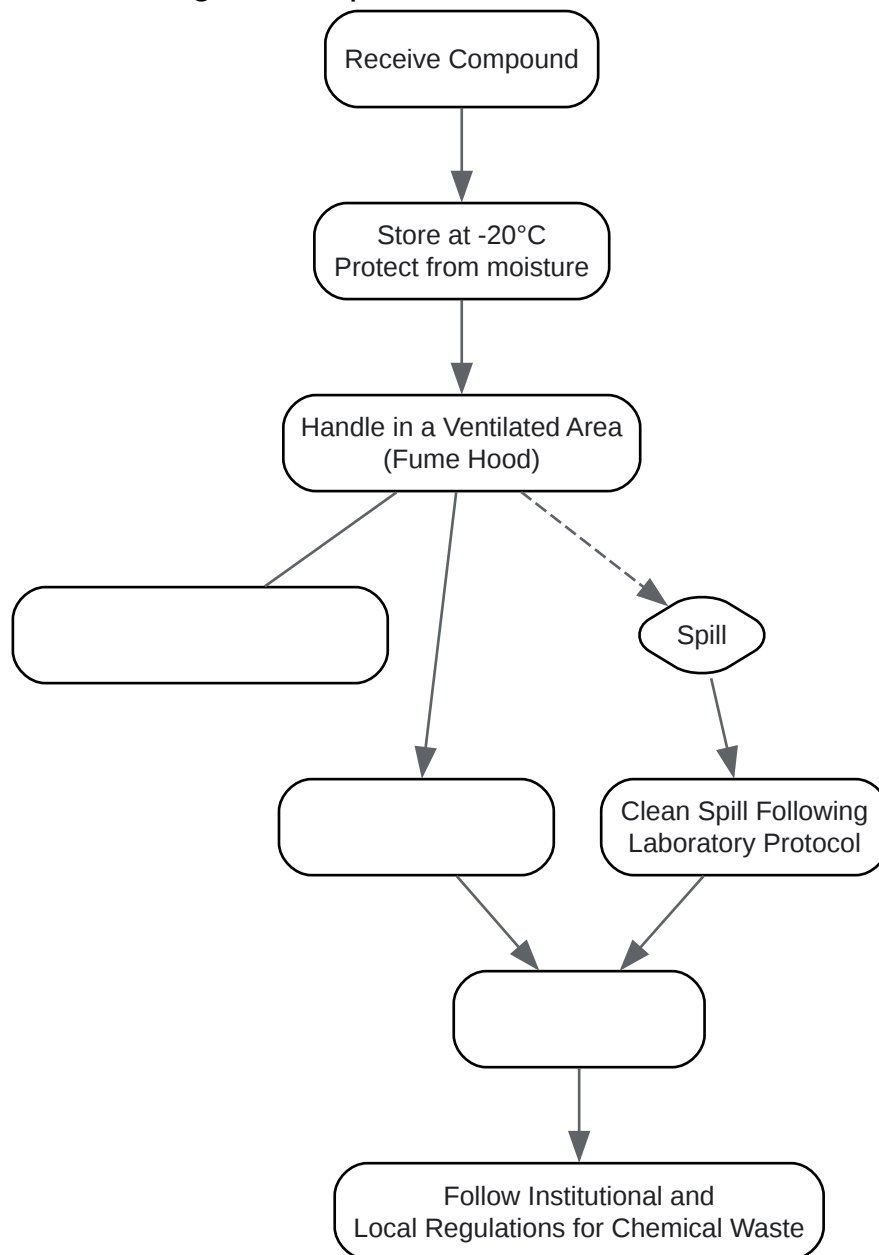 Receive Compound
Store at -20°C
Protect from moisture
Handle in a Ventilated Area
(Fume Hood)
Spill
Clean Spill Following
Laboratory Protocol
Follow Institutional and
Local Regulations for Chemical Waste